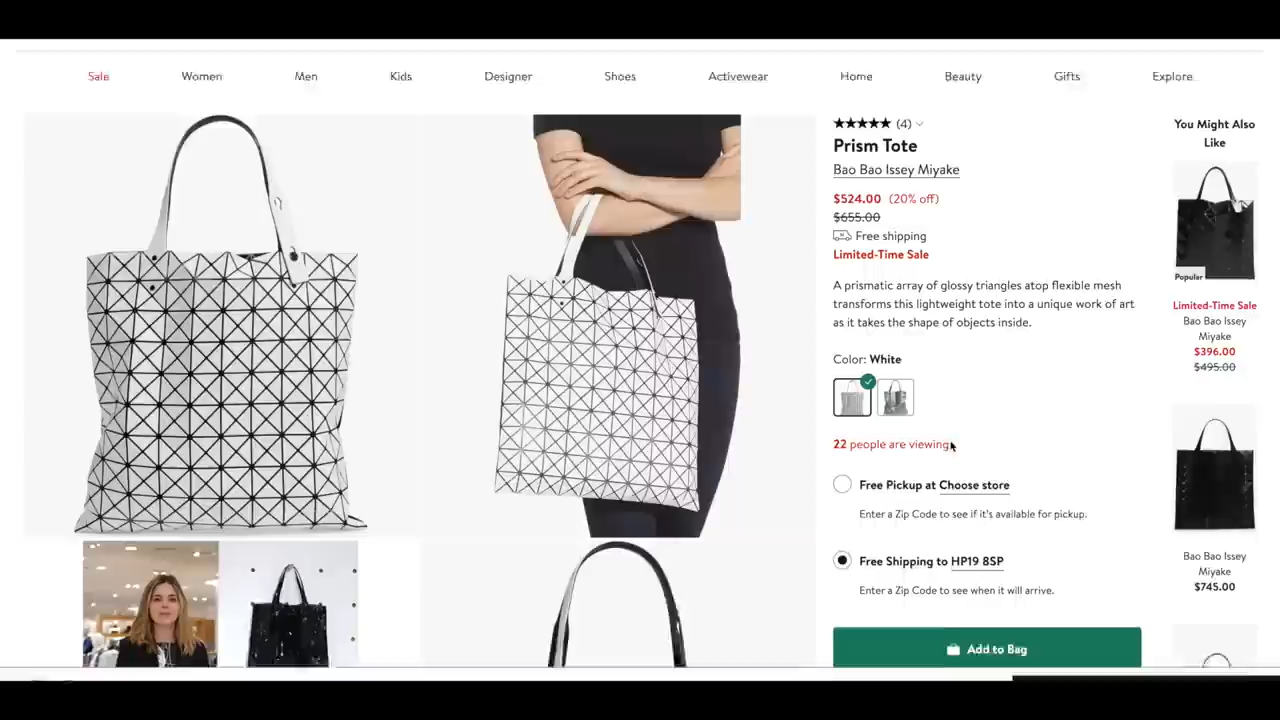 Sale
Women
Men
Kids
Designer
Shoes
Activewear
Home
Beauty
Gifts
Explore
(4)
Prism Tote
Bao Bao Issey Miyake
$524.00 (20% off)
$655.00
Free shipping
Limited-Time Sale
A prismatic array of glossy triangles atop flexible mesh
transforms this lightweight tote into a unique work of art
as it takes the shape of objects inside.
Color: White
22 people are viewing
Free Pickup at Choose store
Enter a Zip Code to see if it's available for pickup.
Free Shipping to HP19 8SP
Enter a Zip Code to see when it will arrive.
Add to Bag
You Might Also
Like
Popular
Limited-Time Sale
Bao Bao Issey
Miyake
$396.00
$495.00
Bao Bao Issey
Miyake
$745.00